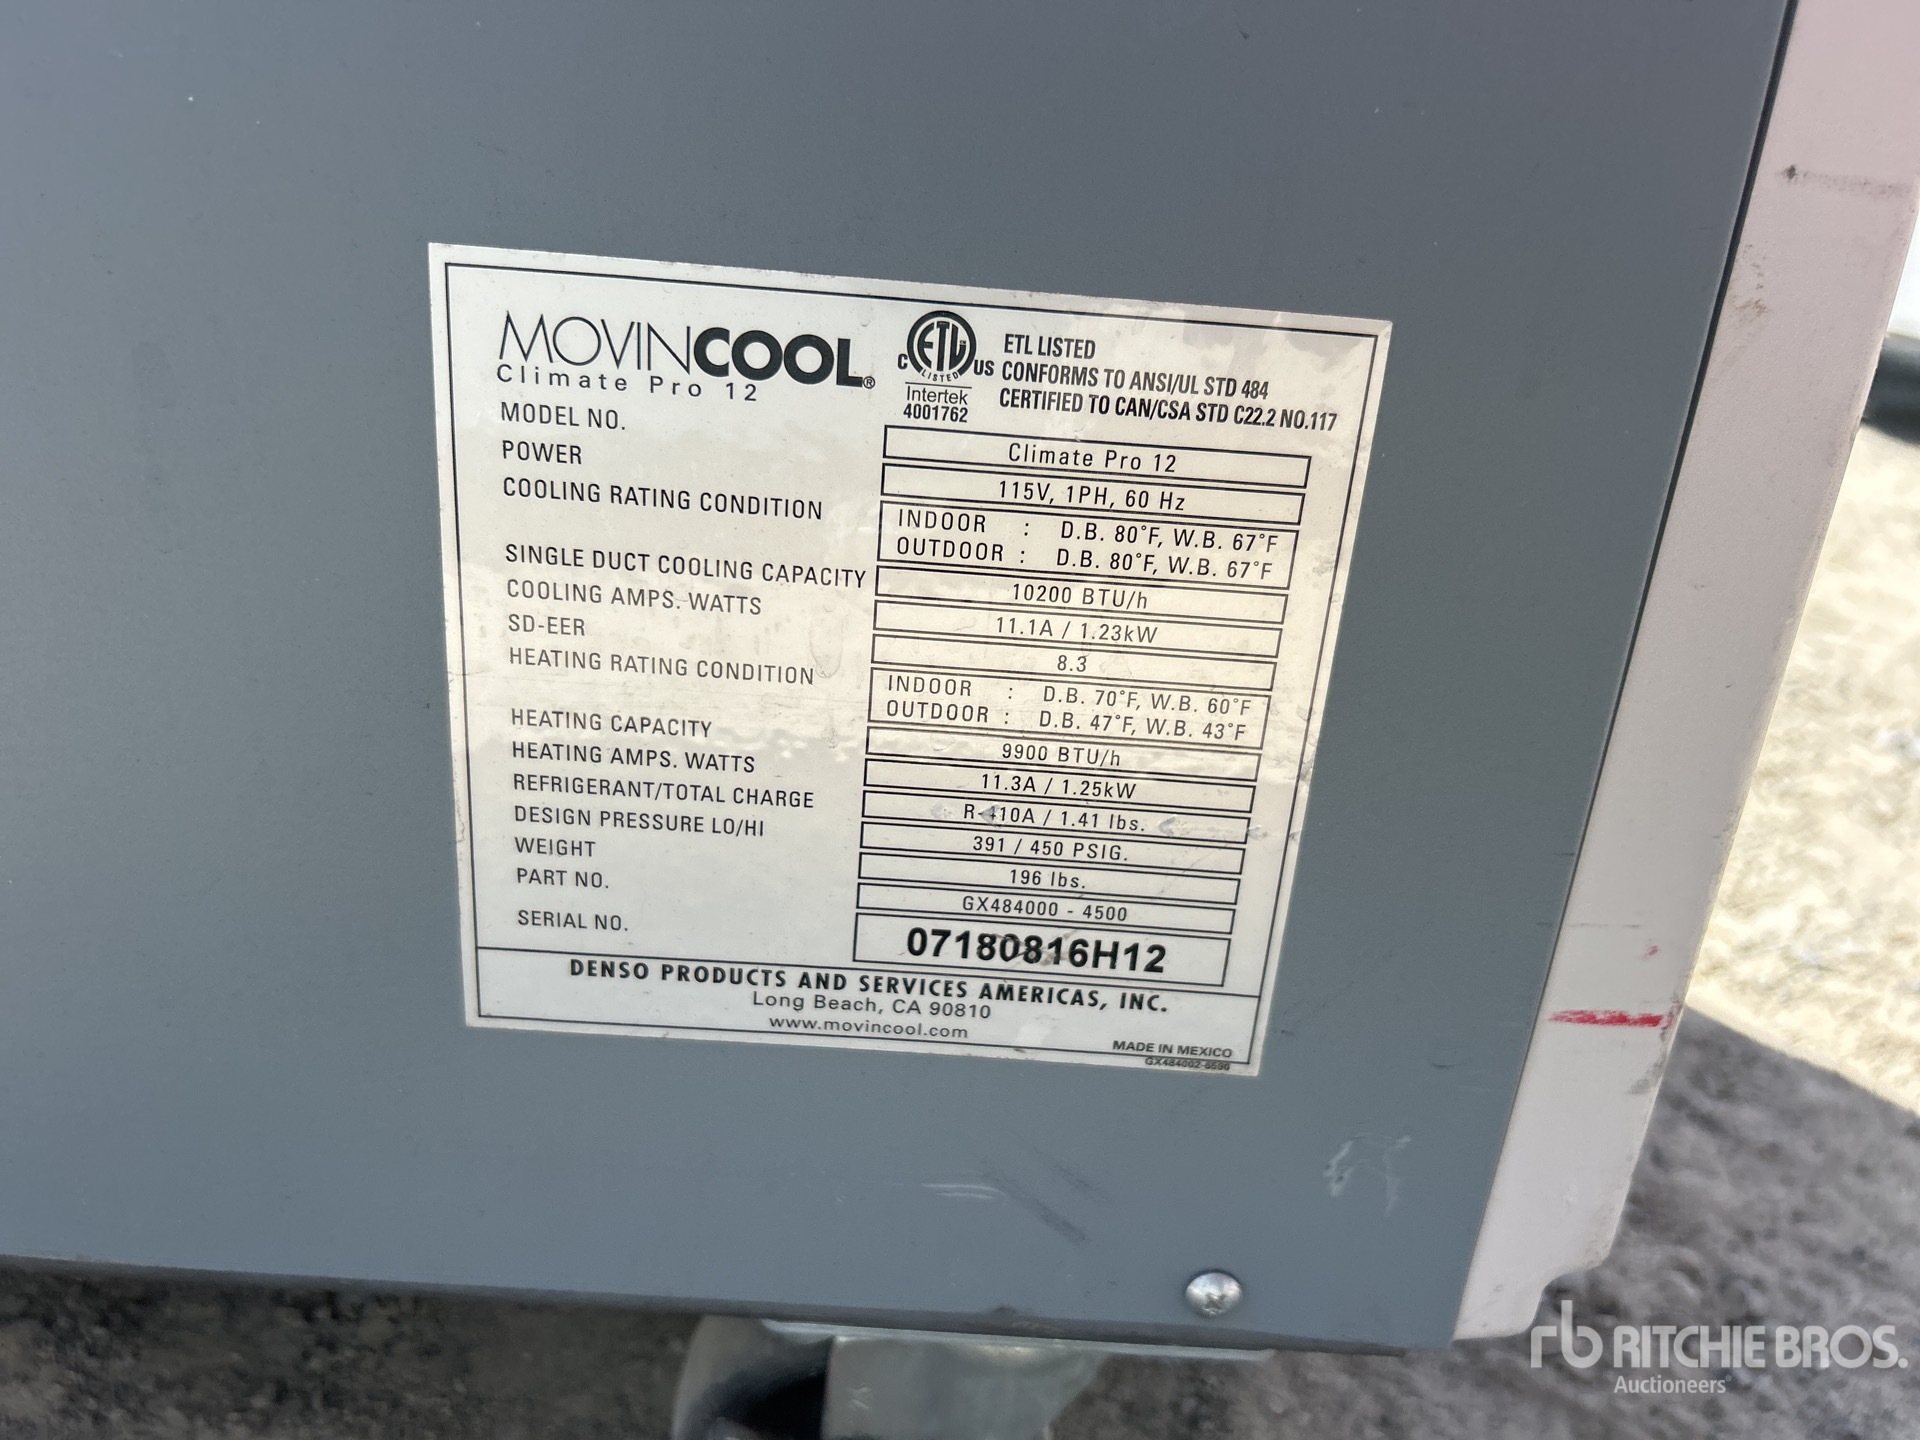 MOVINCOOL®
Climate Pro 12
C ETL LISTED US
Intertek
4001762
ETL LISTED
CONFORMS TO ANSI/UL STD 484
CERTIFIED TO CAN/CSA STD C22.2 NO.117
MODEL NO. Climate Pro 12
POWER 115V, 1PH, 60 Hz
COOLING RATING CONDITION INDOOR : D.B. 80°F, W.B. 67°F
OUTDOOR : D.B. 80°F, W.B. 67°F
SINGLE DUCT COOLING CAPACITY 10200 BTU/h
COOLING AMPS. WATTS 11.1A / 1.23kW
SD-EER 8.3
HEATING RATING CONDITION INDOOR : D.B. 70°F, W.B. 60°F
OUTDOOR : D.B. 47°F, W.B. 43°F
HEATING CAPACITY 9900 BTU/h
HEATING AMPS. WATTS 11.3A / 1.25kW
REFRIGERANT/TOTAL CHARGE R-410A / 1.41 lbs.
DESIGN PRESSURE LO/HI 391 / 450 PSIG.
WEIGHT 196 lbs.
PART NO. GX484000 - 4500
SERIAL NO. 07180816H12
DENSO PRODUCTS AND SERVICES AMERICAS, INC.
Long Beach, CA 90810
www.movincool.com
MADE IN MEXICO
rb RITCHIE BROS.
Auctioneers